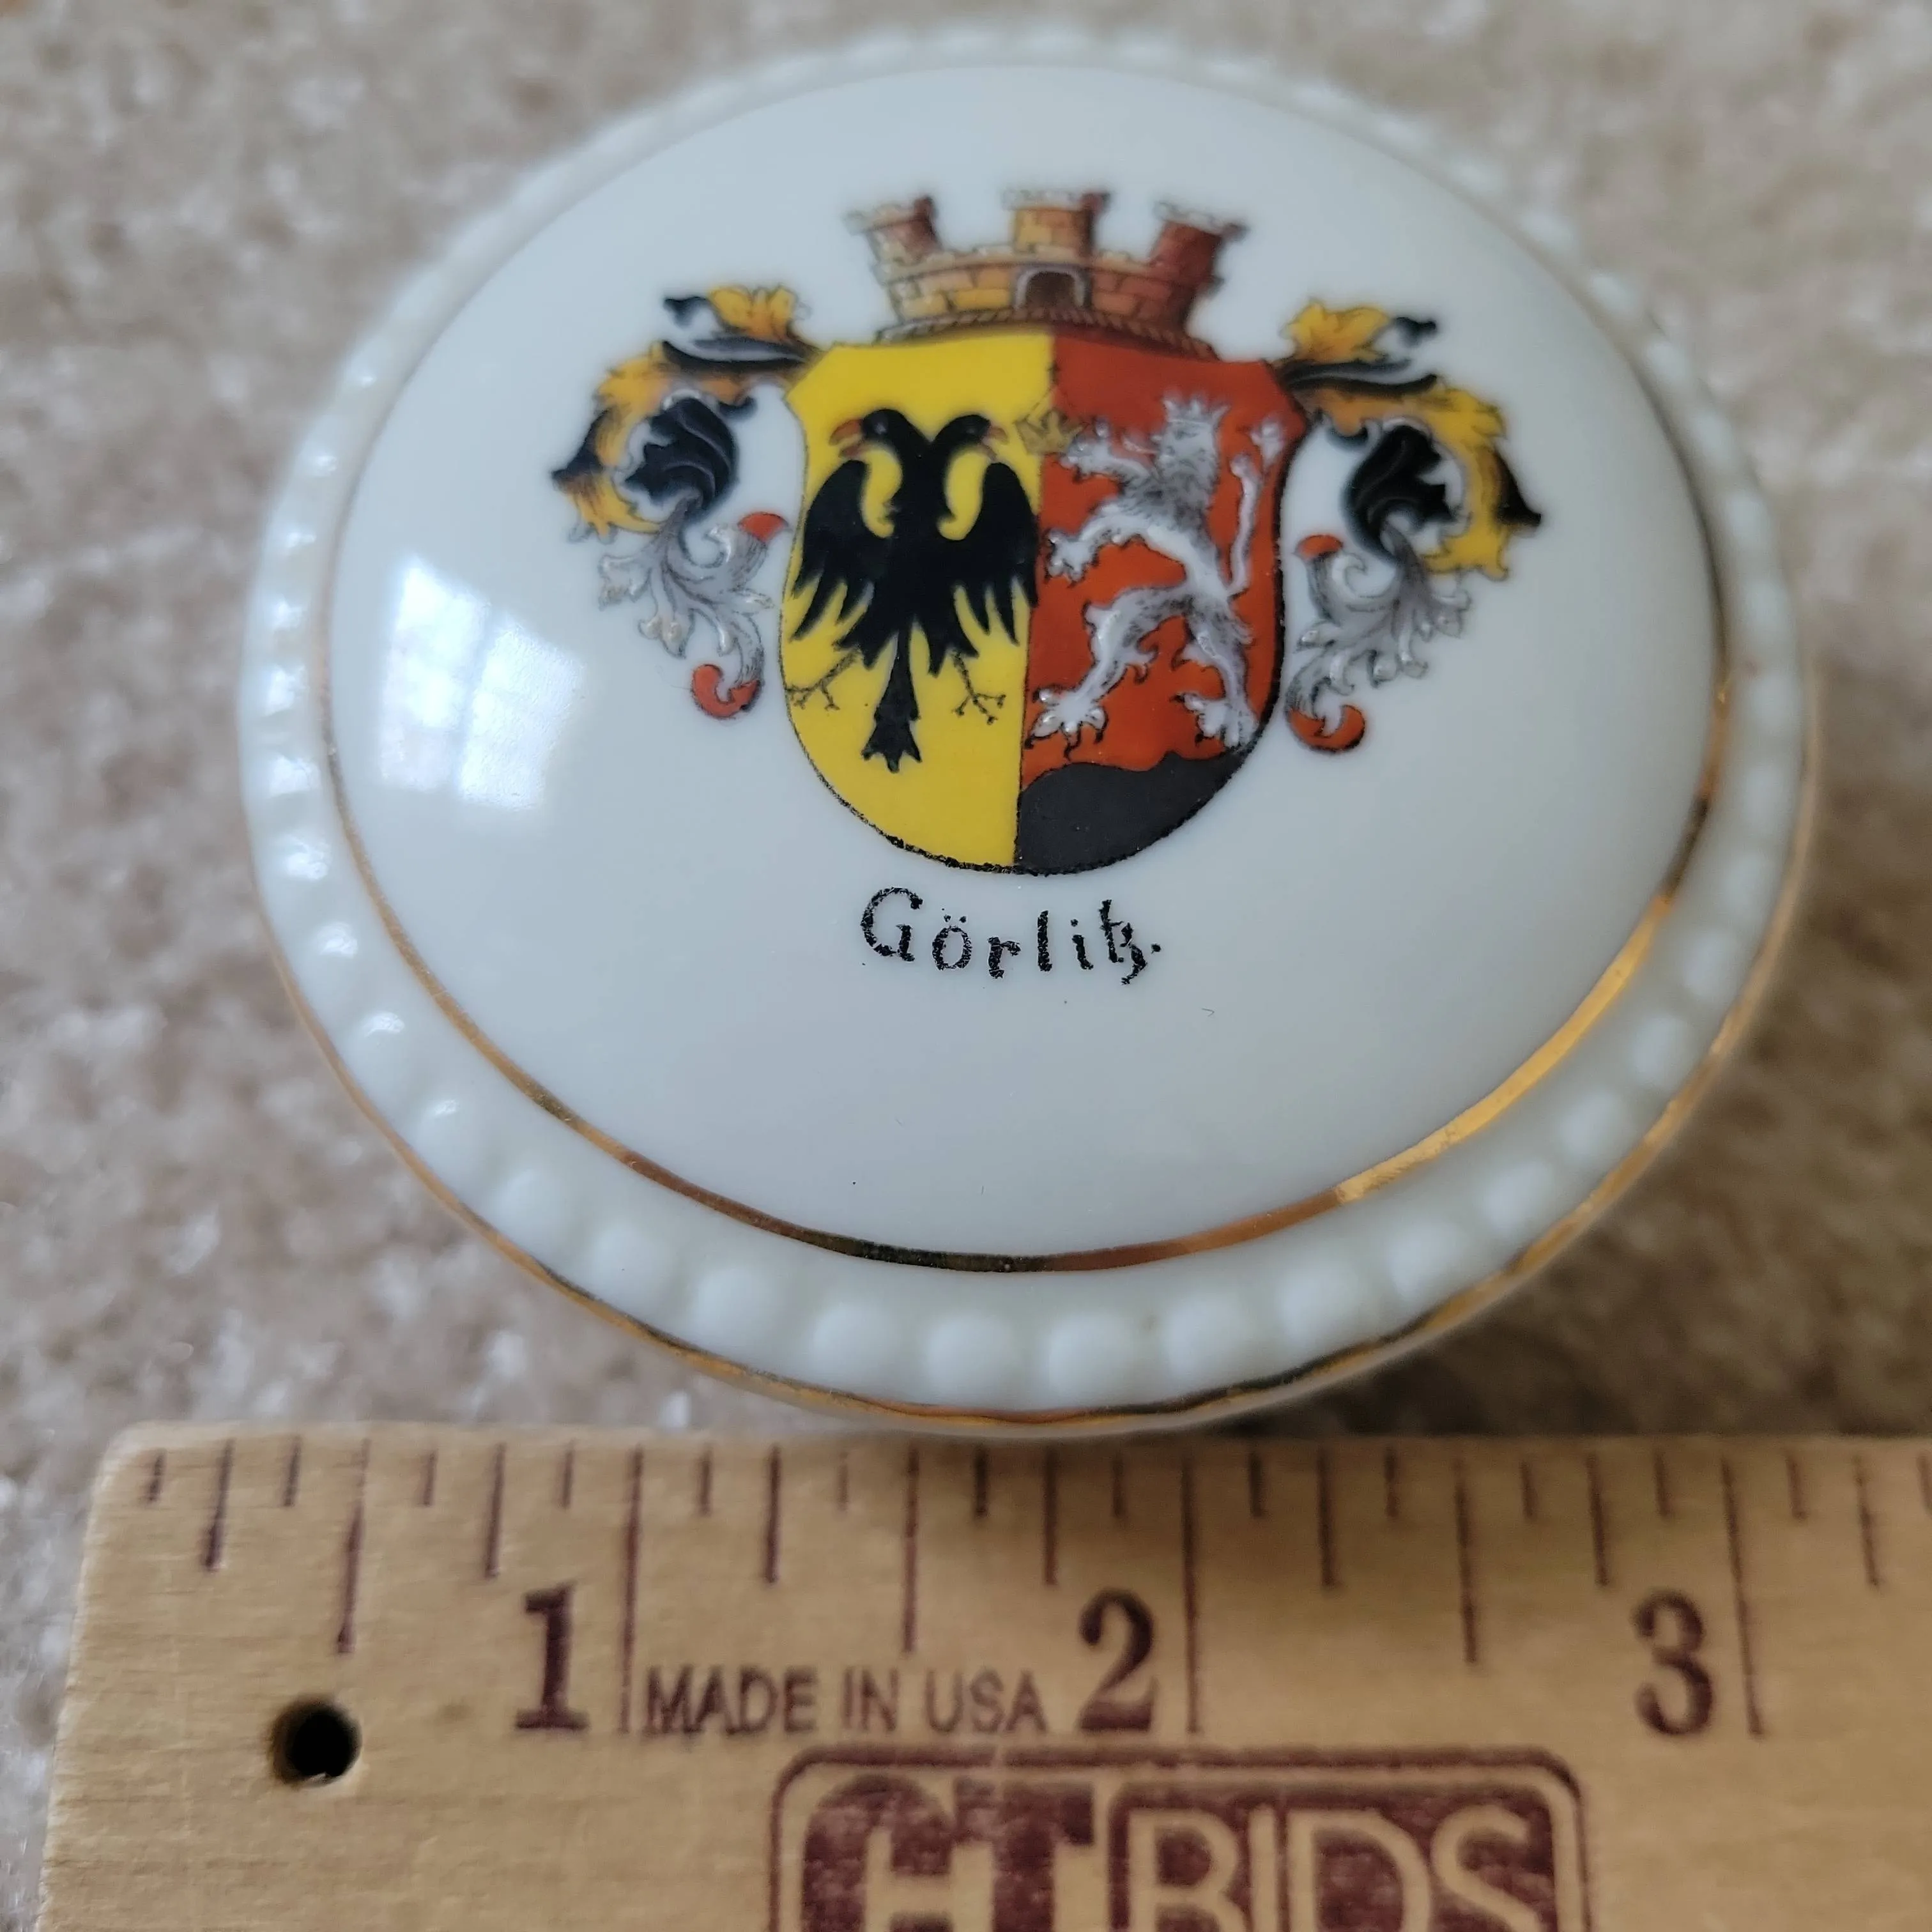 Görlitz.
1 2 3
MADE IN USA
CTBIDS